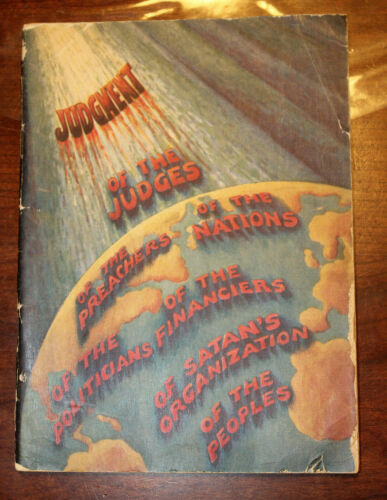 JUDGMENT
OF THE
JUDGES
OF THE
PREACHERS
OF THE
NATIONS
OF THE
POLITICIANS
OF THE
FINANCIERS
OF SATAN'S
ORGANIZATION
OF THE
PEOPLES